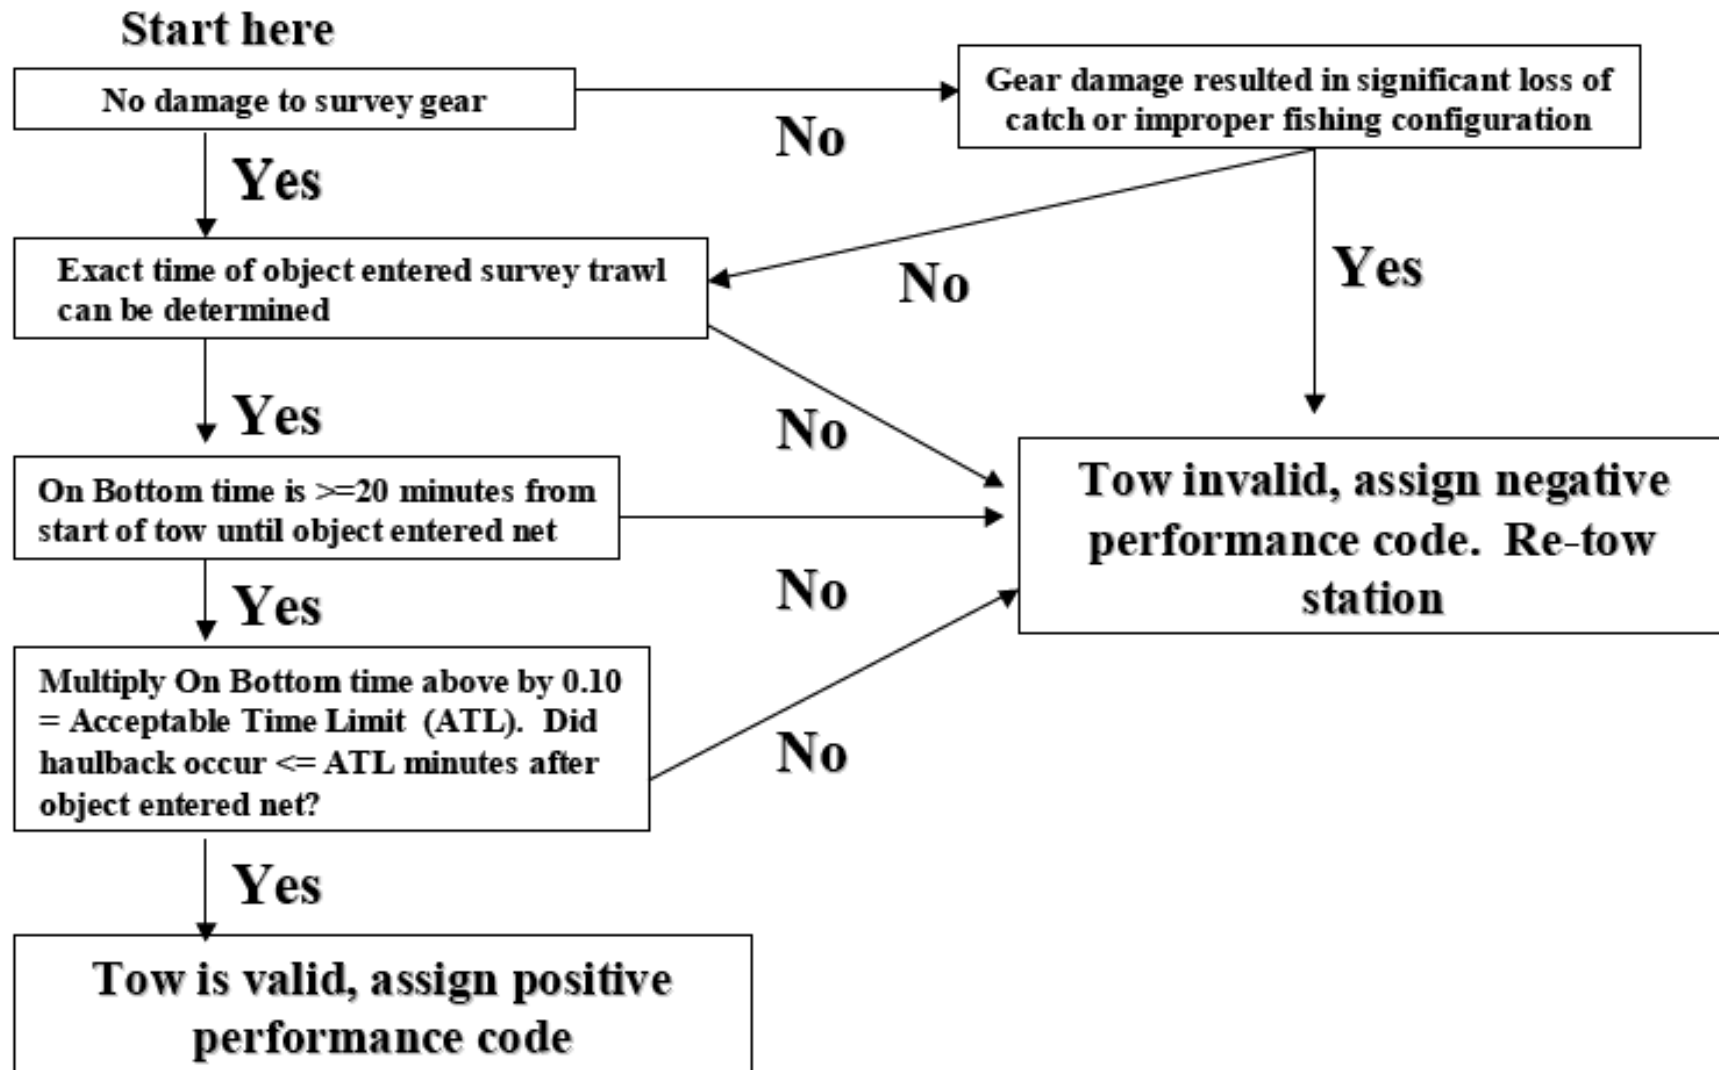 Start here
No damage to survey gear
Gear damage resulted in significant loss of
catch or improper fishing configuration
No
Yes
Exact time of object entered survey trawl
can be determined
No
Yes
Yes
No
On Bottom time is >=20 minutes from
start of tow until object entered net
Tow invalid, assign negative
performance code.  Re-tow
station
No
Yes
Multiply On Bottom time above by 0.10
= Acceptable Time Limit  (ATL).  Did
haulback occur <= ATL minutes after
object entered net?
No
Yes
Tow is valid, assign positive
performance code